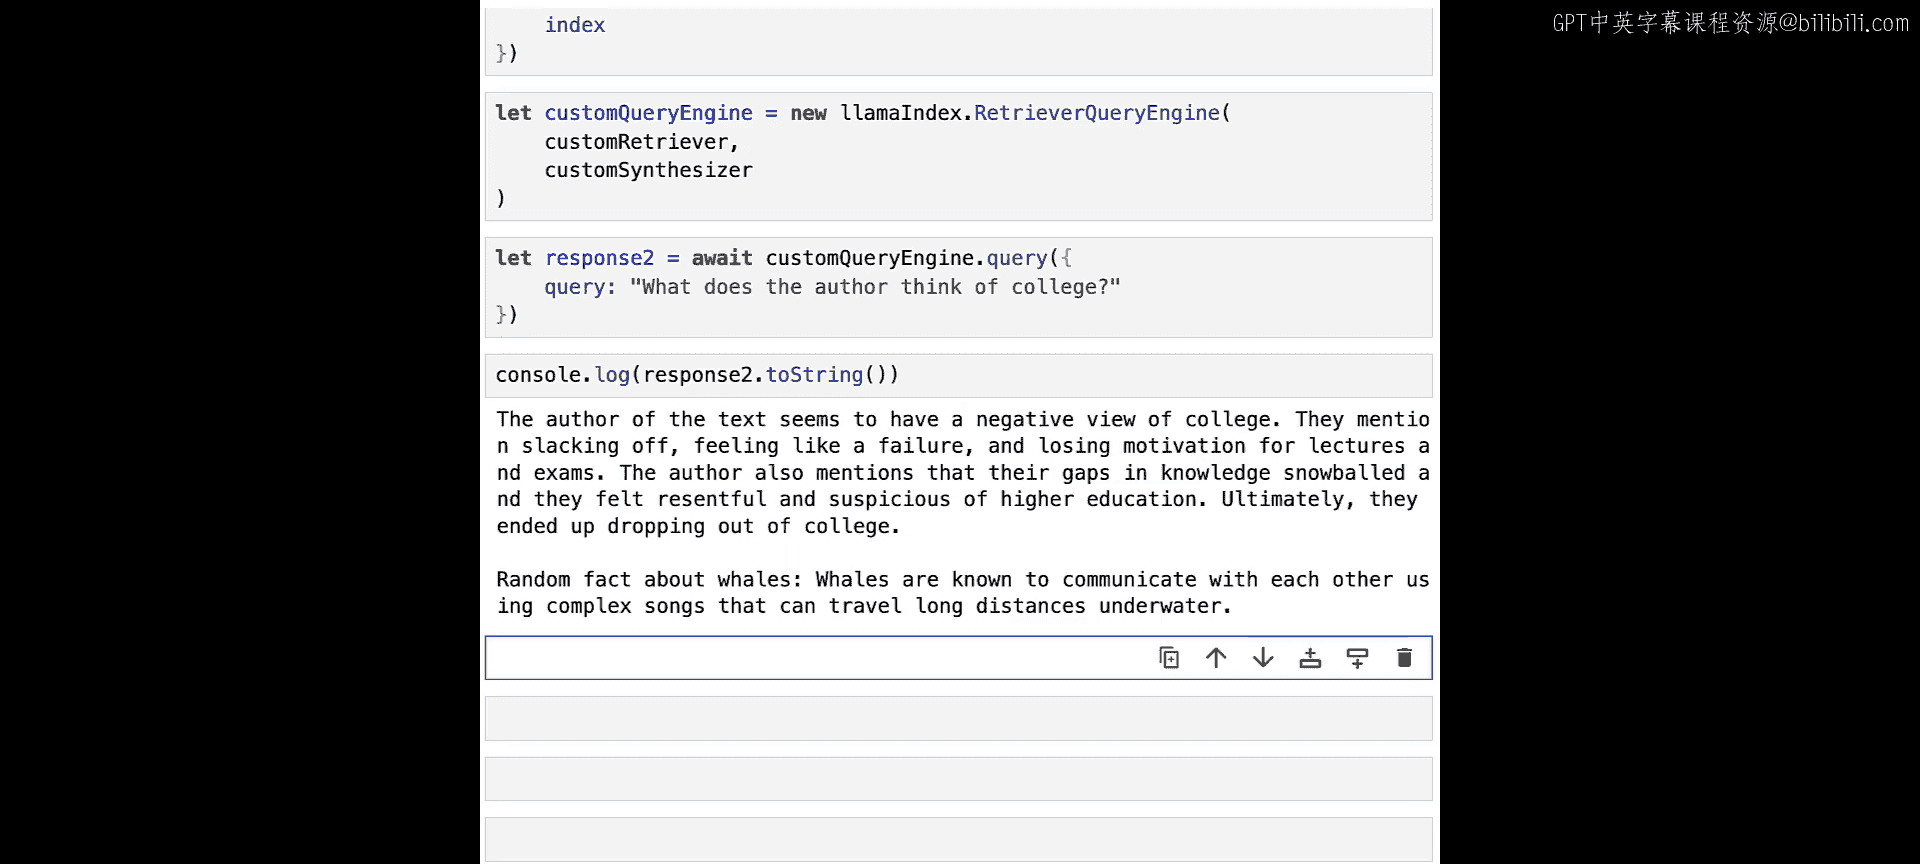 GPT中英字幕课程资源@bilibili.com
index
})
let customQueryEngine = new llamaIndex.RetrieverQueryEngine(
customRetriever,
customSynthesizer
)
let response2 = await customQueryEngine.query({
query: "What does the author think of college?"
})
console.log(response2.toString())
The author of the text seems to have a negative view of college. They mentio
n slacking off, feeling like a failure, and losing motivation for lectures a
nd exams. The author also mentions that their gaps in knowledge snowballed a
nd they felt resentful and suspicious of higher education. Ultimately, they
ended up dropping out of college.
Random fact about whales: Whales are known to communicate with each other us
ing complex songs that can travel long distances underwater.